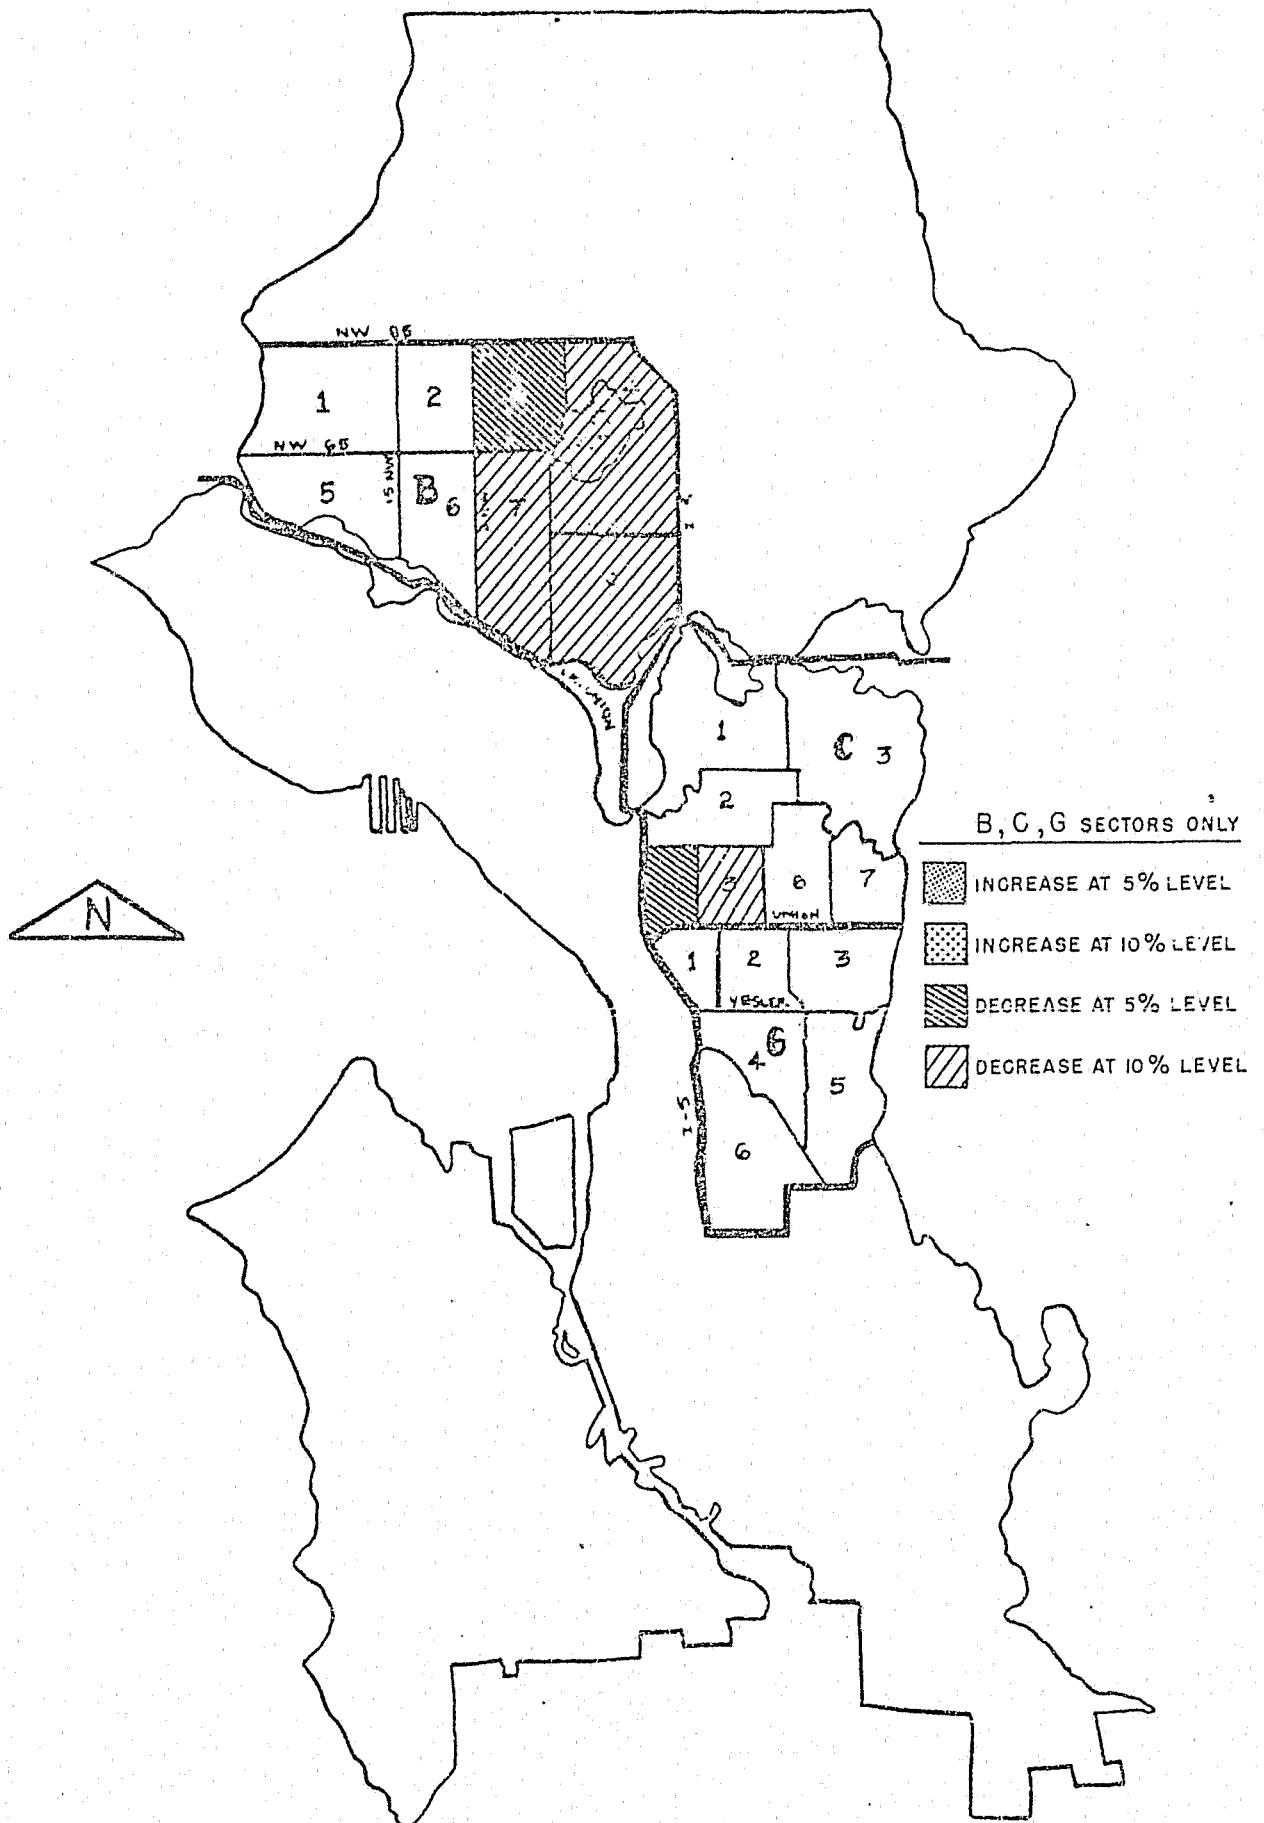 NW 85
1
2
NW 65
5
15 NW
B
6
7
UNION
1
C
3
2
B, C, G SECTORS ONLY
6
7
INCREASE AT 5% LEVEL
UNION
INCREASE AT 10% LEVEL
1
2
3
YESLER
DECREASE AT 5% LEVEL
4
G
5
DECREASE AT 10% LEVEL
I-5
6
N